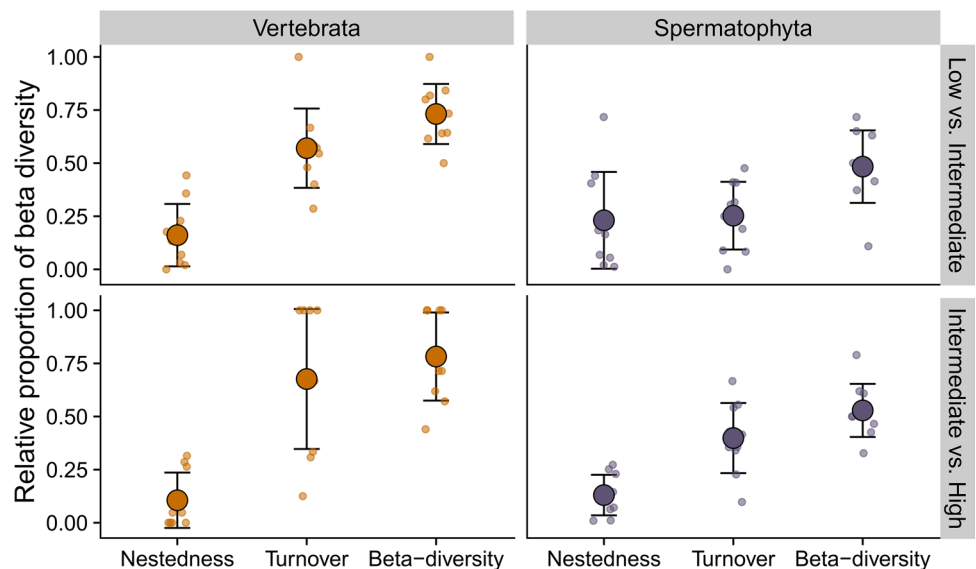 Vertebrata
Spermatophyta
Relative proportion of beta diversity
1.00
0.75
0.50
0.25
0.00
Low vs. Intermediate
1.00
0.75
0.50
0.25
0.00
Intermediate vs. High
Nestedness
Turnover
Beta−diversity
Nestedness
Turnover
Beta−diversity